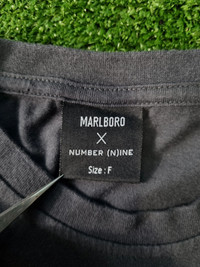 MARLBORO
X
NUMBER (N)INE
Size : F